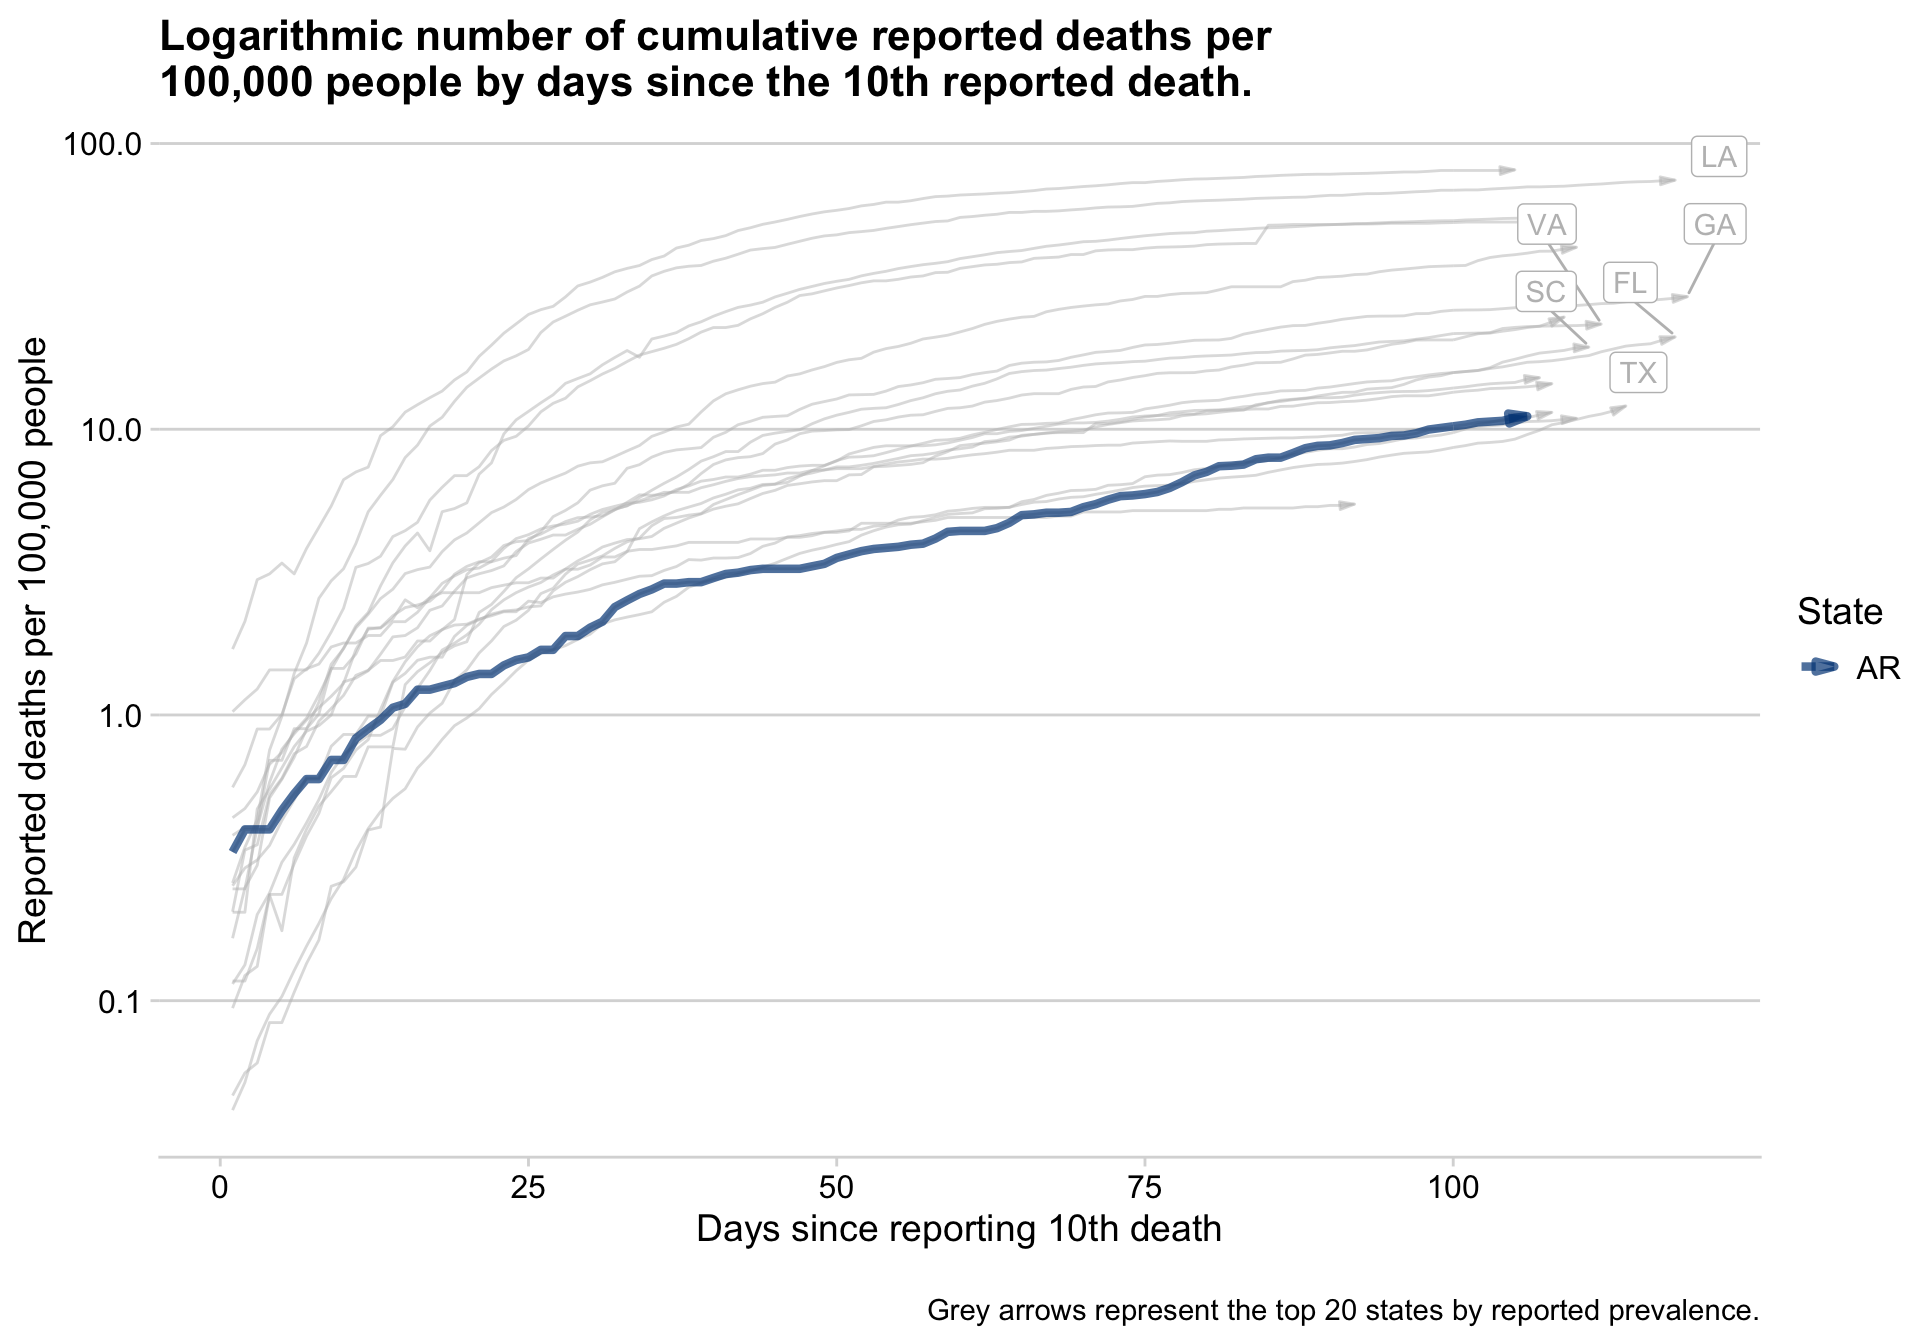 Logarithmic number of cumulative reported deaths per
100,000 people by days since the 10th reported death.
Reported deaths per 100,000 people
100.0
10.0
1.0
0.1
LA
VA
GA
SC
FL
TX
0
25
50
75
100
Days since reporting 10th death
State
AR
Grey arrows represent the top 20 states by reported prevalence.